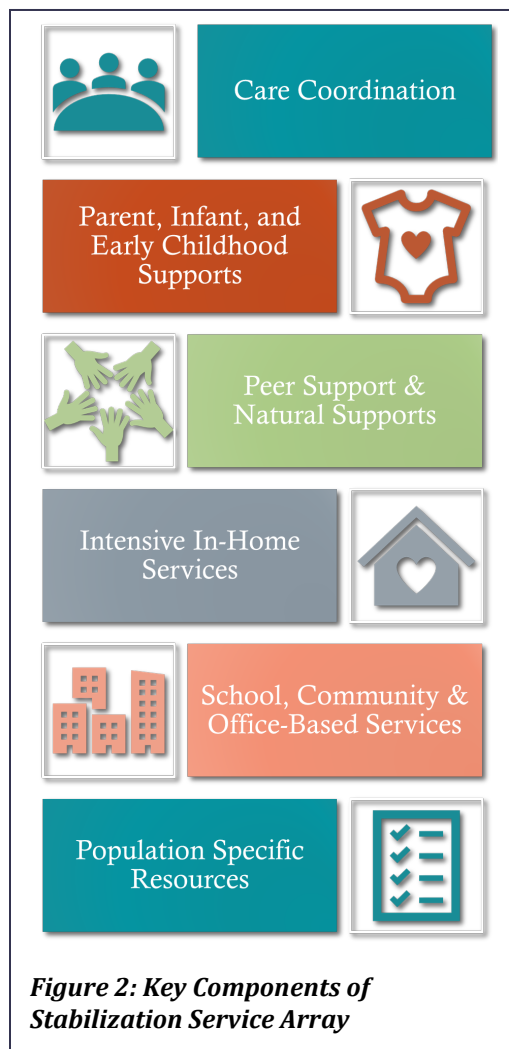 Care Coordination
Parent, Infant, and
Early Childhood
Supports
Peer Support &
Natural Supports
Intensive In-Home
Services
School, Community &
Office-Based Services
Population Specific
Resources
Figure 2: Key Components of
Stabilization Service Array